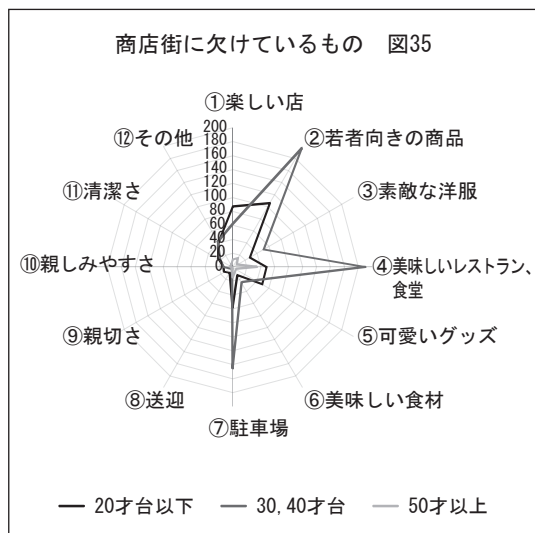 商店街に欠けているもの　図35
①楽しい店
②若者向きの商品
③素敵な洋服
④美味しいレストラン、
食堂
⑤可愛いグッズ
⑥美味しい食材
⑦駐車場
⑧送迎
⑨親切さ
⑩親しみやすさ
⑪清潔さ
⑫その他
200
180
160
140
120
100
80
60
40
20
0
20才台以下
30,40才台
50才以上